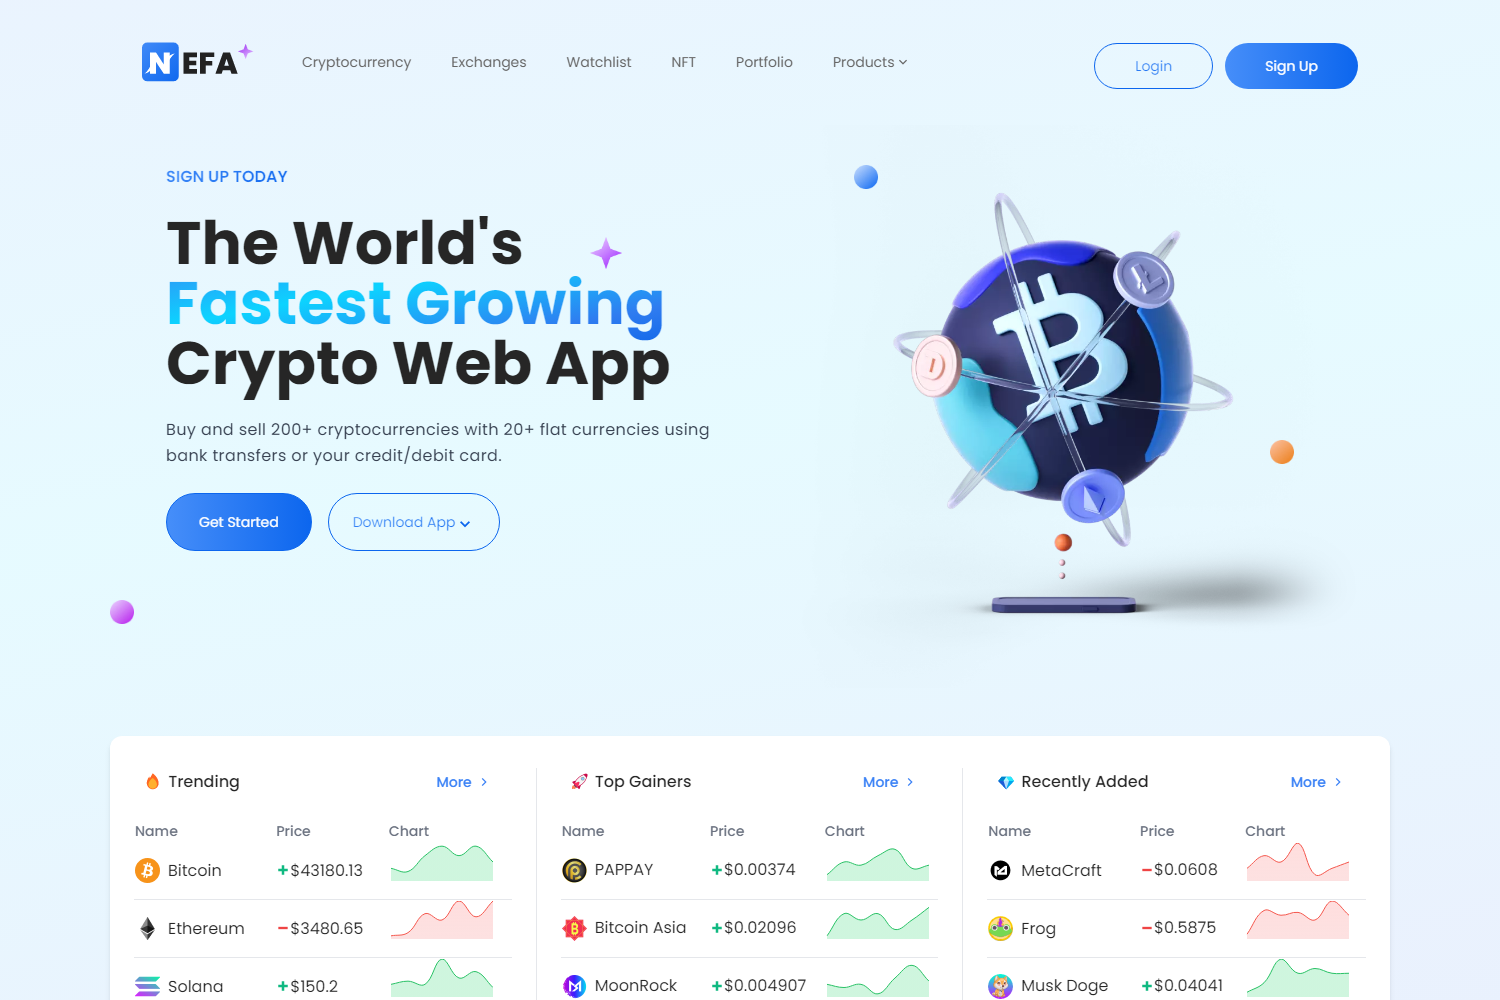 NEFA
Cryptocurrency
Exchanges
Watchlist
NFT
Portfolio
Products
Login
Sign Up
SIGN UP TODAY
The World's
Fastest Growing
Crypto Web App
Buy and sell 200+ cryptocurrencies with 20+ flat currencies using
bank transfers or your credit/debit card.
Get Started
Download App
Trending
More
Name Price Chart
Bitcoin +$43180.13
Ethereum −$3480.65
Solana +$150.2
Top Gainers
More
Name Price Chart
PAPPAY +$0.00374
Bitcoin Asia +$0.02096
MoonRock +$0.004907
Recently Added
More
Name Price Chart
MetaCraft −$0.0608
Frog −$0.5875
Musk Doge +$0.04041